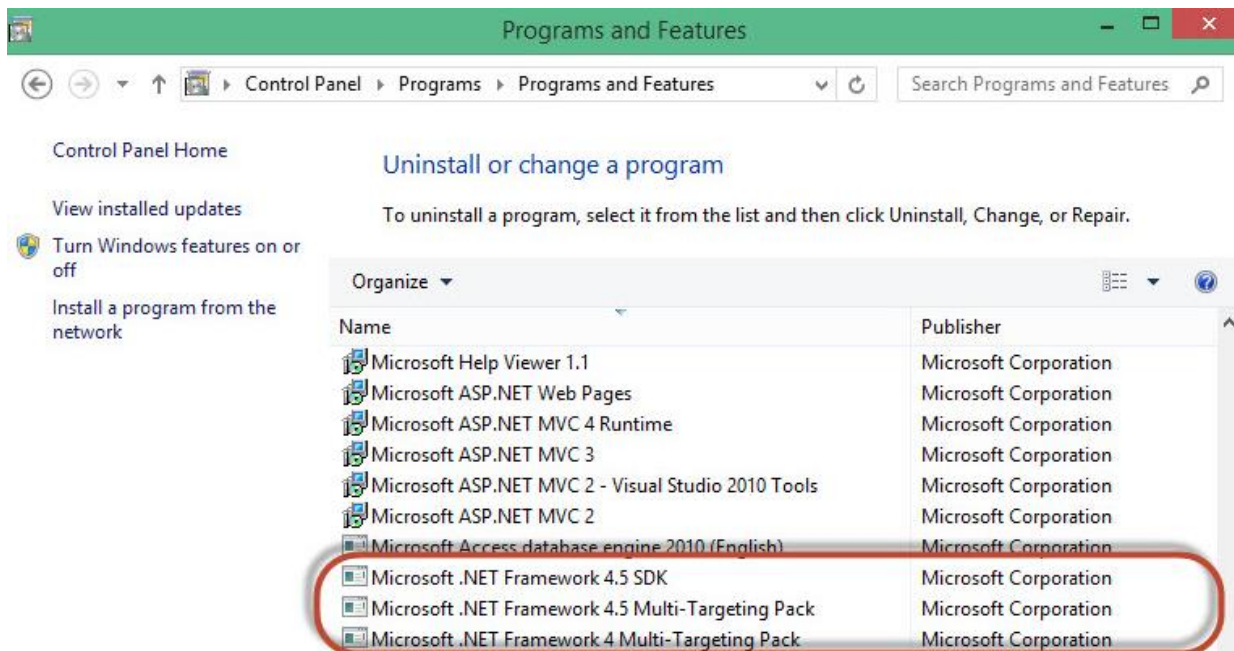 Programs and Features
Control Panel Programs Programs and Features
Search Programs and Features
Control Panel Home
View installed updates
Turn Windows features on or
off
Install a program from the
network
Uninstall or change a program
To uninstall a program, select it from the list and then click Uninstall, Change, or Repair.
Organize
Name Publisher
Microsoft Help Viewer 1.1 Microsoft Corporation
Microsoft ASP.NET Web Pages Microsoft Corporation
Microsoft ASP.NET MVC 4 Runtime Microsoft Corporation
Microsoft ASP.NET MVC 3 Microsoft Corporation
Microsoft ASP.NET MVC 2 - Visual Studio 2010 Tools Microsoft Corporation
Microsoft ASP.NET MVC 2 Microsoft Corporation
Microsoft Access database engine 2010 (English) Microsoft Corporation
Microsoft .NET Framework 4.5 SDK Microsoft Corporation
Microsoft .NET Framework 4.5 Multi-Targeting Pack Microsoft Corporation
Microsoft .NET Framework 4 Multi-Targeting Pack Microsoft Corporation